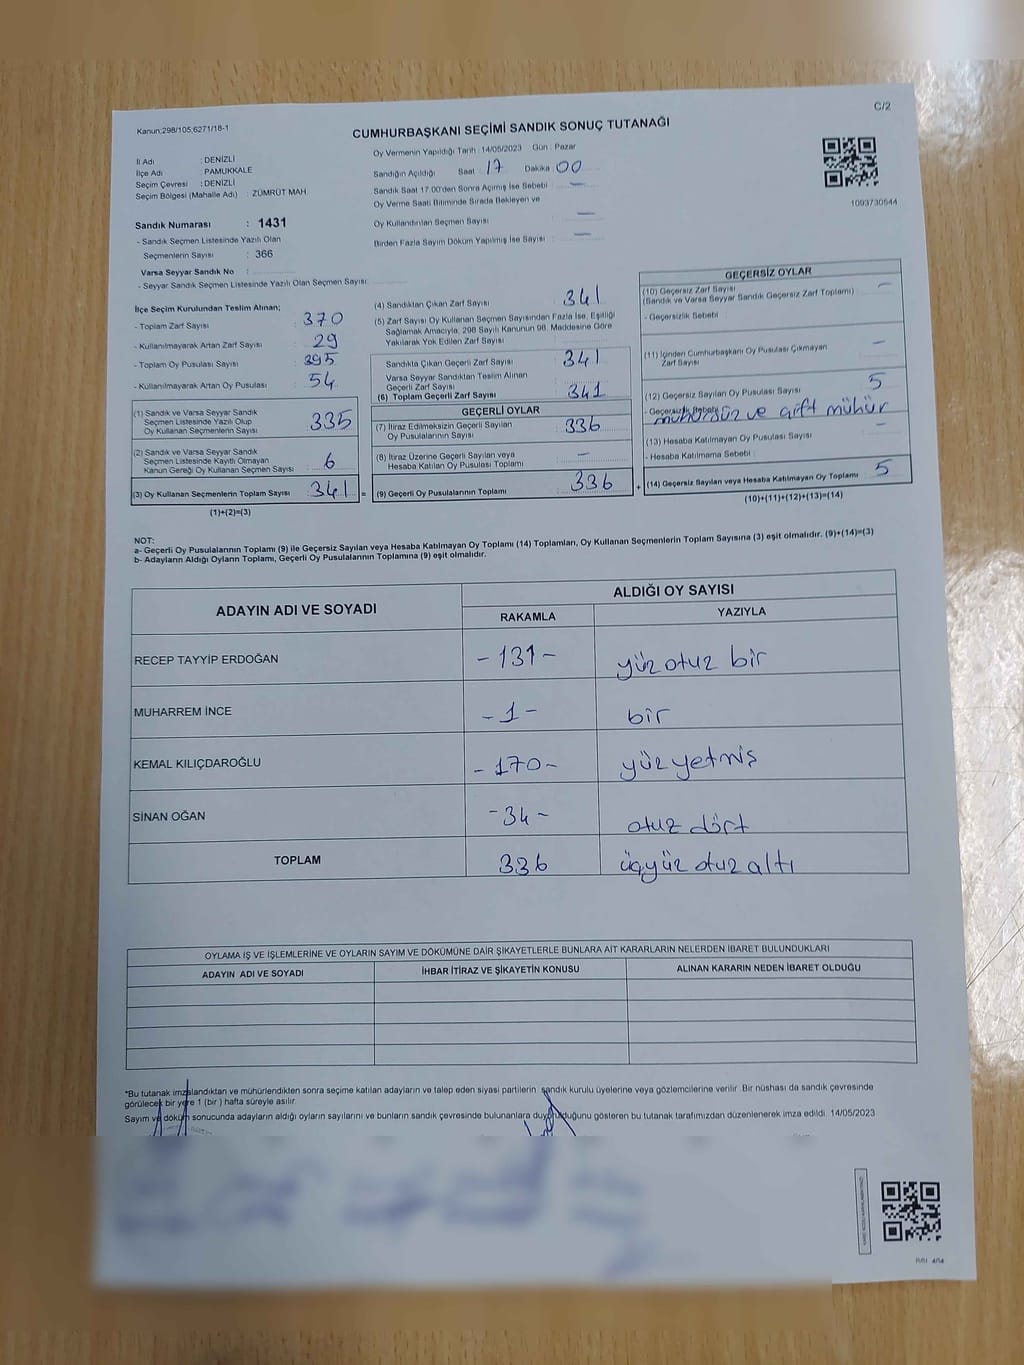 C/2
Kanun:298/105,6271/18-1
CUMHURBAŞKANI SEÇİMİ SANDIK SONUÇ TUTANAĞI
İl Adı : DENİZLİ
İlçe Adı : PAMUKKALE
Seçim Çevresi : DENİZLİ
Seçim Bölgesi (Mahalle Adı) : ZÜMRÜT MAH
Sandık Numarası : 1431
- Sandık Seçmen Listesinde Yazılı Olan
Seçmenlerin Sayısı : 366
Varsa Seyyar Sandık No :
- Seyyar Sandık Seçmen Listesinde Yazılı Olan Seçmen Sayısı :
Oy Vermenin Yapıldığı Tarih : 14/05/2023 Gün : Pazar
Sandığın Açıldığı Saat : 17 Dakika : 00
Sandık Saat 17.00'den Sonra Açılmış İse Sebebi : -
Oy Verme Saati Bitiminde Sırada Bekleyen ve
Oy Kullandırılan Seçmen Sayısı : -
Birden Fazla Sayım Döküm Yapılmış İse Sayısı : -
1093730544
İlçe Seçim Kurulundan Teslim Alınan;
- Toplam Zarf Sayısı : 370
- Kullanılmayarak Artan Zarf Sayısı : 29
- Toplam Oy Pusulası Sayısı : 395
- Kullanılmayarak Artan Oy Pusulası : 54
(1) Sandık ve Varsa Seyyar Sandık
Seçmen Listesinde Yazılı Olup
Oy Kullanan Seçmenlerin Sayısı : 335
(2) Sandık ve Varsa Seyyar Sandık
Seçmen Listesinde Kayıtlı Olmayan
Kanun Gereği Oy Kullanan Seçmen Sayısı : 6
(3) Oy Kullanan Seçmenlerin Toplam Sayısı : 341 =
(1)+(2)=(3)
(4) Sandıktan Çıkan Zarf Sayısı : 341
(5) Zarf Sayısı Oy Kullanan Seçmen Sayısından Fazla İse, Eşitliği
Sağlamak Amacıyla, 298 Sayılı Kanunun 98. Maddesine Göre
Yakılarak Yok Edilen Zarf Sayısı :
Sandıkta Çıkan Geçerli Zarf Sayısı : 341
Varsa Seyyar Sandıktan Teslim Alınan
Geçerli Zarf Sayısı :
(6) Toplam Geçerli Zarf Sayısı : 341
GEÇERLİ OYLAR
(7) İtiraz Edilmeksizin Geçerli Sayılan
Oy Pusulalarının Sayısı : 336
(8) İtiraz Üzerine Geçerli Sayılan veya
Hesaba Katılan Oy Pusulası Toplamı : -
(9) Geçerli Oy Pusulalarının Toplamı : 336 +
GEÇERSİZ OYLAR
(10) Geçersiz Zarf Sayısı : -
(Sandık ve Varsa Seyyar Sandık Geçersiz Zarf Toplamı)
- Geçersizlik Sebebi :
(11) İçinden Cumhurbaşkanı Oy Pusulası Çıkmayan
Zarf Sayısı : -
(12) Geçersiz Sayılan Oy Pusulası Sayısı : 5
- Geçersizlik Sebebi : mühürsüz ve çift mühür
(13) Hesaba Katılmayan Oy Pusulası Sayısı : -
- Hesaba Katılmama Sebebi :
(14) Geçersiz Sayılan veya Hesaba Katılmayan Oy Toplamı : 5
(10)+(11)+(12)+(13)=(14)
NOT:
a- Geçerli Oy Pusulalarının Toplamı (9) ile Geçersiz Sayılan veya Hesaba Katılmayan Oy Toplamı (14) Toplamları, Oy Kullanan Seçmenlerin Toplam Sayısına (3) eşit olmalıdır. (9)+(14)=(3)
b- Adayların Aldığı Oyların Toplamı, Geçerli Oy Pusulalarının Toplamına (9) eşit olmalıdır.
ADAYIN ADI VE SOYADI ALDIĞI OY SAYISI
RAKAMLA YAZIYLA
RECEP TAYYİP ERDOĞAN - 131 - yüz otuz bir
MUHARREM İNCE - 1 - bir
KEMAL KILIÇDAROĞLU - 170 - yüz yetmiş
SİNAN OĞAN - 34 - otuz dört
TOPLAM 336 üçyüz otuz altı
OYLAMA İŞ VE İŞLEMLERİNE VE OYLARIN SAYIM VE DÖKÜMÜNE DAİR ŞİKAYETLERLE BUNLARA AİT KARARLARIN NELERDEN İBARET BULUNDUKLARI
ADAYIN ADI VE SOYADI İHBAR İTİRAZ VE ŞİKAYETİN KONUSU ALINAN KARARIN NEDEN İBARET OLDUĞU
*Bu tutanak imzalandıktan ve mühürlendikten sonra seçime katılan adayların ve talep eden siyasi partilerin sandık kurulu üyelerine veya gözlemcilerine verilir. Bir nüshası da sandık çevresinde
görülecek bir yere 1 (bir) hafta süreyle asılır.
Sayım ve döküm sonucunda adayların aldığı oyların sayılarını ve bunların sandık çevresinde bulunanlara duyurulduğunu gösteren bu tutanak tarafımızdan düzenlenerek imza edildi. 14/05/2023